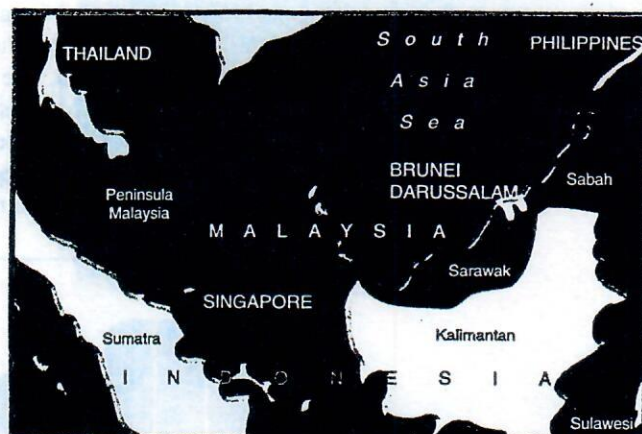 South
THAILAND
PHILIPPINES
Asia
Sea
BRUNEI
DARUSSALAM
Sabah
Peninsula
Malaysia
MALAYSIA
Sarawak
SINGAPORE
Sumatra
Kalimantan
INDONESIA
Sulawesi